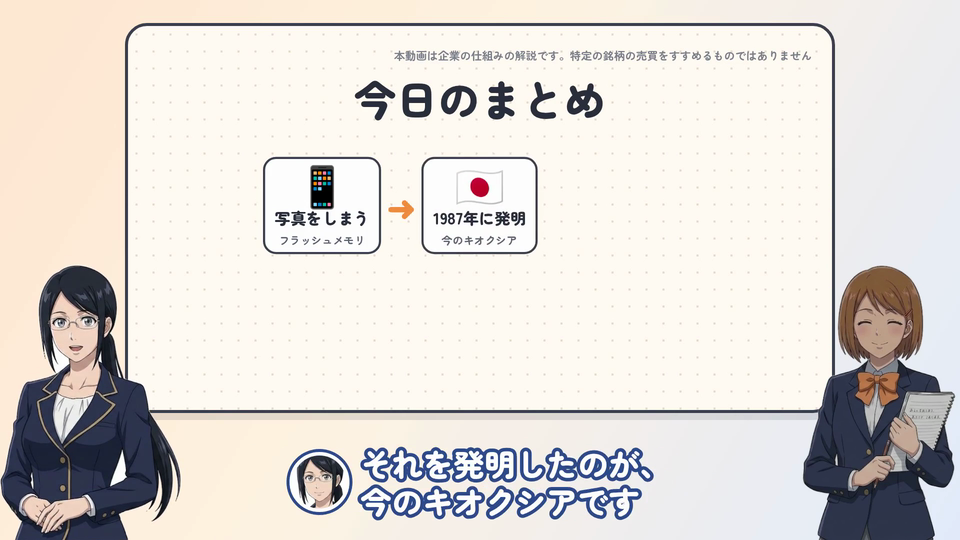 本動画は企業の仕組みの解説です。特定の銘柄の売買をすすめるものではありません
今日のまとめ
写真をしまう
フラッシュメモリ
1987年に発明
今のキオクシア
それを発明したのが、
今のキオクシアです